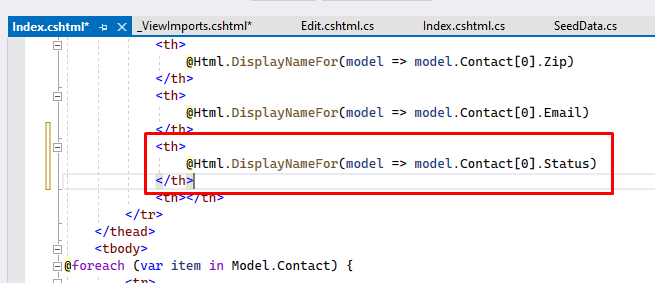 Index.cshtml*
_ViewImports.cshtml*
Edit.cshtml.cs
Index.cshtml.cs
SeedData.cs
<th>
@Html.DisplayNameFor(model => model.Contact[0].Zip)
</th>
<th>
@Html.DisplayNameFor(model => model.Contact[0].Email)
</th>
<th>
@Html.DisplayNameFor(model => model.Contact[0].Status)
</th>
<th></th>
</tr>
</thead>
<tbody>
@foreach (var item in Model.Contact) {
<tr>